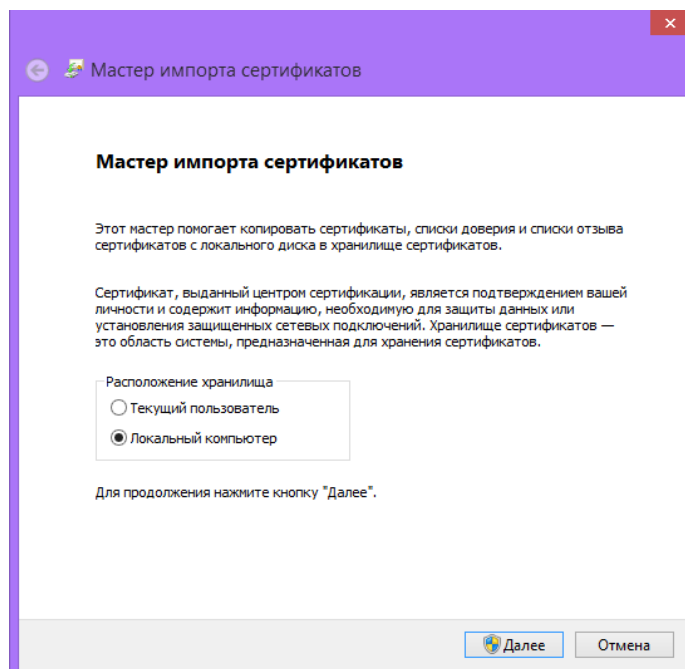 Мастер импорта сертификатов
Мастер импорта сертификатов
Этот мастер помогает копировать сертификаты, списки доверия и списки отзыва
сертификатов с локального диска в хранилище сертификатов.
Сертификат, выданный центром сертификации, является подтверждением вашей
личности и содержит информацию, необходимую для защиты данных или
установления защищенных сетевых подключений. Хранилище сертификатов —
это область системы, предназначенная для хранения сертификатов.
Расположение хранилища
Текущий пользователь
Локальный компьютер
Для продолжения нажмите кнопку "Далее".
Далее
Отмена